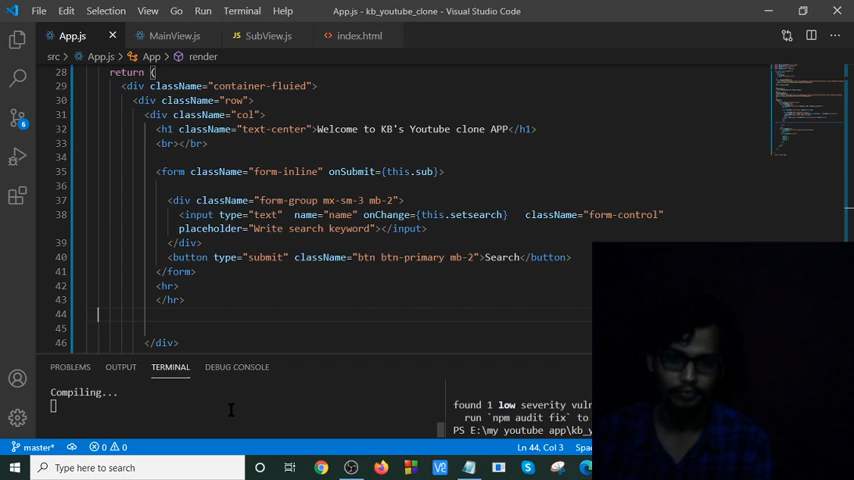 File Edit Selection View Go Run Terminal Help App.js - kb_youtube_clone - Visual Studio Code
App.js MainView.js SubView.js index.html
src > App.js > App > render
28 return (
29 <div className="container-fluied">
30 <div className="row">
31 <div className="col">
32 <h1 className="text-center">Welcome to KB's Youtube clone APP</h1>
33 <br></br>
34
35 <form className="form-inline" onSubmit={this.sub}>
36
37 <div className="form-group mx-sm-3 mb-2">
38 <input type="text" name="name" onChange={this.setsearch} className="form-control"
placeholder="Write search keyword"></input>
39 </div>
40 <button type="submit" className="btn btn-primary mb-2">Search</button>
41 </form>
42 <hr>
43 </hr>
44
45
46 </div>
PROBLEMS OUTPUT TERMINAL DEBUG CONSOLE
Compiling...
found 1 low severity
run `npm audit fix` to
PS E:\my youtube app\kb_y
6
master* 0 0 Ln 44, Col 3
Type here to search